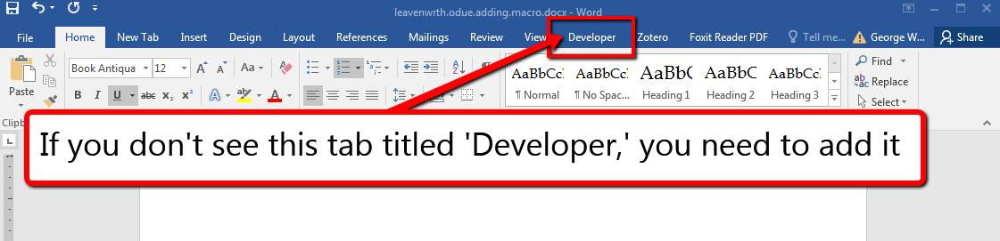 leavenwrth.odue.adding.macro.docx - Word
File Home New Tab Insert Design Layout References Mailings Review View Developer Zotero Foxit Reader PDF Tell me... George W... Share
Book Antiqua 12 A A Aa AaBbCcI AaBbCcI AaBbC AaBbC AaBbCcI Find
Paste Replace
B I U abc X₂ X² A A ¶ Normal ¶ No Spac... Heading 1 Heading 2 Heading 3 Select
If you don't see this tab titled 'Developer,' you need to add it